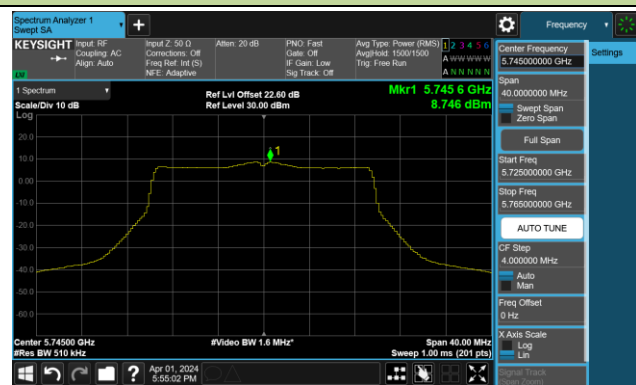 Spectrum Analyzer 1
Swept SA
+
Frequency
KEYSIGHT
Input: RF
Coupling: AC
Align: Auto
Input Z: 50 Ω
Corrections: Off
Freq Ref: Int (S)
NFE: Adaptive
Atten: 20 dB
PNO: Fast
Gate: Off
IF Gain: Low
Sig Track: Off
Avg Type: Power (RMS)
Avg|Hold: 1500/1500
Trig: Free Run
1 2 3 4 5 6
A W W W W W
A N N N N N
LW
Center Frequency
5.745000000 GHz
Settings
Span
40.0000000 MHz
Swept Span
Zero Span
Full Span
Start Freq
5.725000000 GHz
Stop Freq
5.765000000 GHz
AUTO TUNE
CF Step
4.000000 MHz
Auto
Man
Freq Offset
0 Hz
X Axis Scale
Log
Lin
Signal Track
(Span Zoom)
1 Spectrum
Scale/Div 10 dB
Log
Ref Lvl Offset 22.60 dB
Ref Level 30.00 dBm
Mkr1 5.745 6 GHz
8.746 dBm
1
20.0
10.0
0.00
-10.0
-20.0
-30.0
-40.0
-50.0
-60.0
Center 5.74500 GHz
#Res BW 510 kHz
#Video BW 1.6 MHz*
Span 40.00 MHz
Sweep 1.00 ms (201 pts)
?
Apr 01, 2024
5:55:02 PM